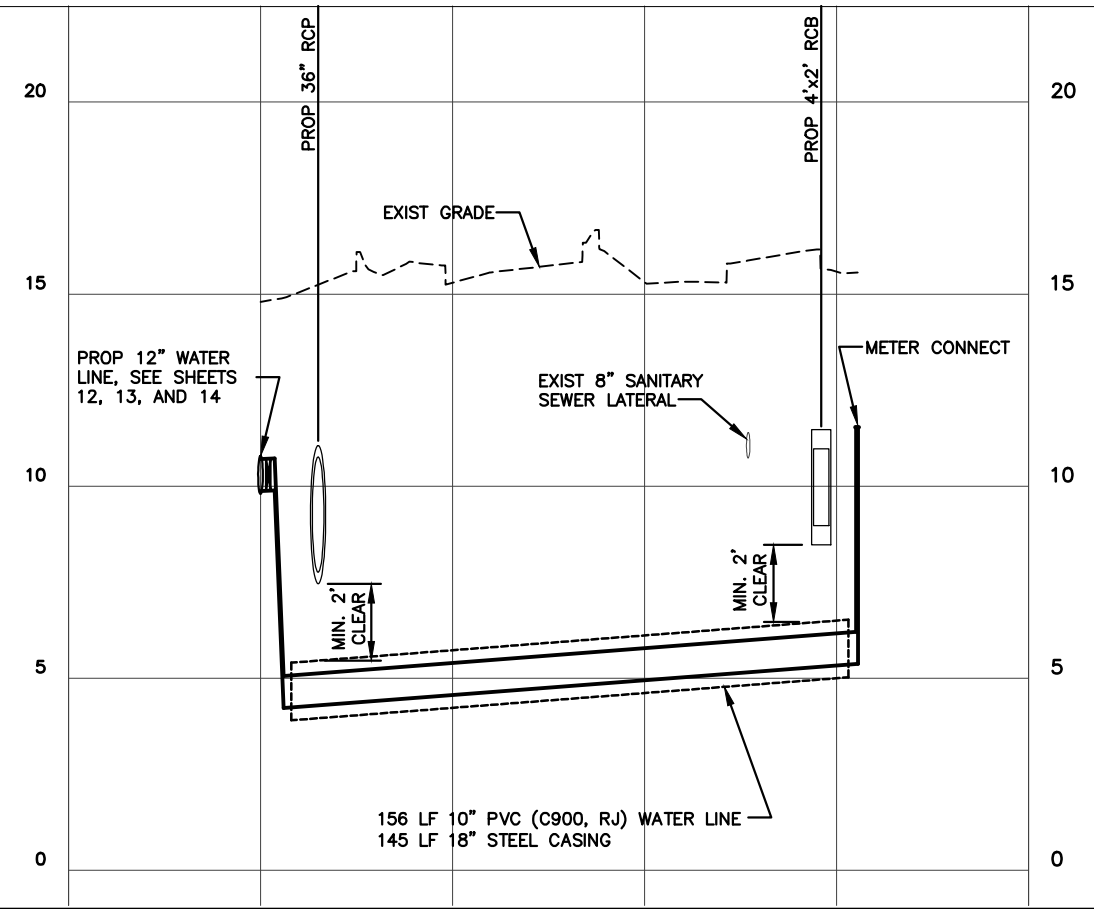 PROP 36" RCP
PROP 4'x2' RCB
20
20
EXIST GRADE
15
15
PROP 12" WATER
LINE, SEE SHEETS
12, 13, AND 14
METER CONNECT
EXIST 8" SANITARY
SEWER LATERAL
10
10
MIN. 2'
CLEAR
MIN. 2'
CLEAR
5
5
156 LF 10" PVC (C900, RJ) WATER LINE
145 LF 18" STEEL CASING
0
0